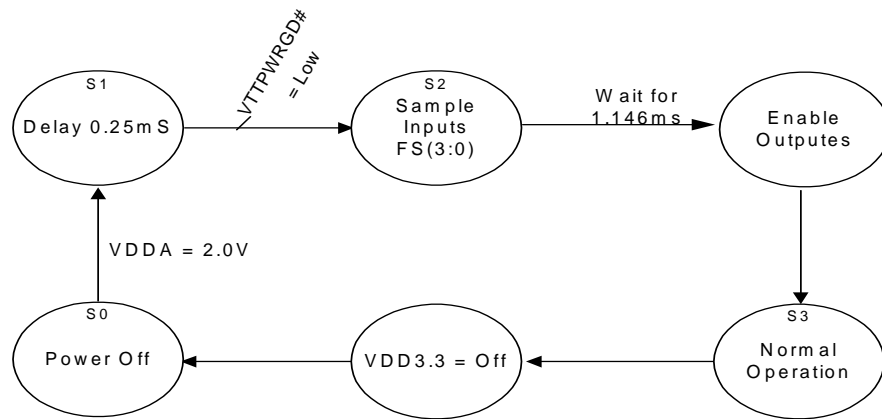 S1
Delay 0.25mS
VTTPWRGD#
= Low
S2
Sample
Inputs
FS(3:0)
Wait for
1.146ms
Enable
Outputes
VDDA = 2.0V
S0
Power Off
VDD3.3 = Off
S3
Normal
Operation